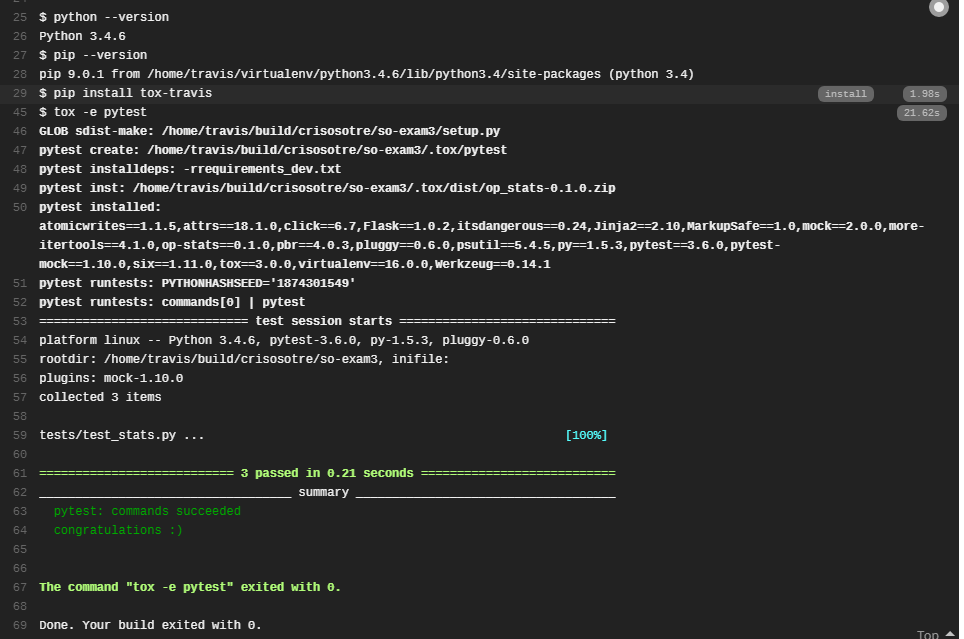 25 $ python --version
26 Python 3.4.6
27 $ pip --version
28 pip 9.0.1 from /home/travis/virtualenv/python3.4.6/lib/python3.4/site-packages (python 3.4)
29 $ pip install tox-travis install 1.98s
45 $ tox -e pytest 21.62s
46 GLOB sdist-make: /home/travis/build/crisosotre/so-exam3/setup.py
47 pytest create: /home/travis/build/crisosotre/so-exam3/.tox/pytest
48 pytest installdeps: -rrequirements_dev.txt
49 pytest inst: /home/travis/build/crisosotre/so-exam3/.tox/dist/op_stats-0.1.0.zip
50 pytest installed:
atomicwrites==1.1.5,attrs==18.1.0,click==6.7,Flask==1.0.2,itsdangerous==0.24,Jinja2==2.10,MarkupSafe==1.0,mock==2.0.0,more-
itertools==4.1.0,op-stats==0.1.0,pbr==4.0.3,pluggy==0.6.0,psutil==5.4.5,py==1.5.3,pytest==3.6.0,pytest-
mock==1.10.0,six==1.11.0,tox==3.0.0,virtualenv==16.0.0,Werkzeug==0.14.1
51 pytest runtests: PYTHONHASHSEED='1874301549'
52 pytest runtests: commands[0] | pytest
53 ============================= test session starts ==============================
54 platform linux -- Python 3.4.6, pytest-3.6.0, py-1.5.3, pluggy-0.6.0
55 rootdir: /home/travis/build/crisosotre/so-exam3, inifile:
56 plugins: mock-1.10.0
57 collected 3 items
58
59 tests/test_stats.py ... [100%]
60
61 =========================== 3 passed in 0.21 seconds ===========================
62 ___________________________________ summary ____________________________________
63 pytest: commands succeeded
64 congratulations :)
65
66
67 The command "tox -e pytest" exited with 0.
68
69 Done. Your build exited with 0.
Top